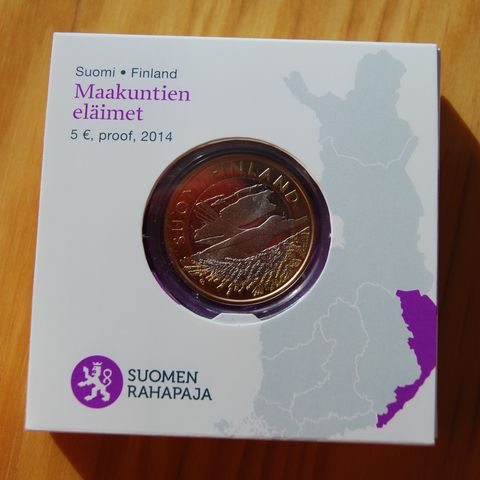 Suomi • Finland
Maakuntien
eläimet
5 €, proof, 2014
SUOMI FINLAND
SUOMEN
RAHAPAJA